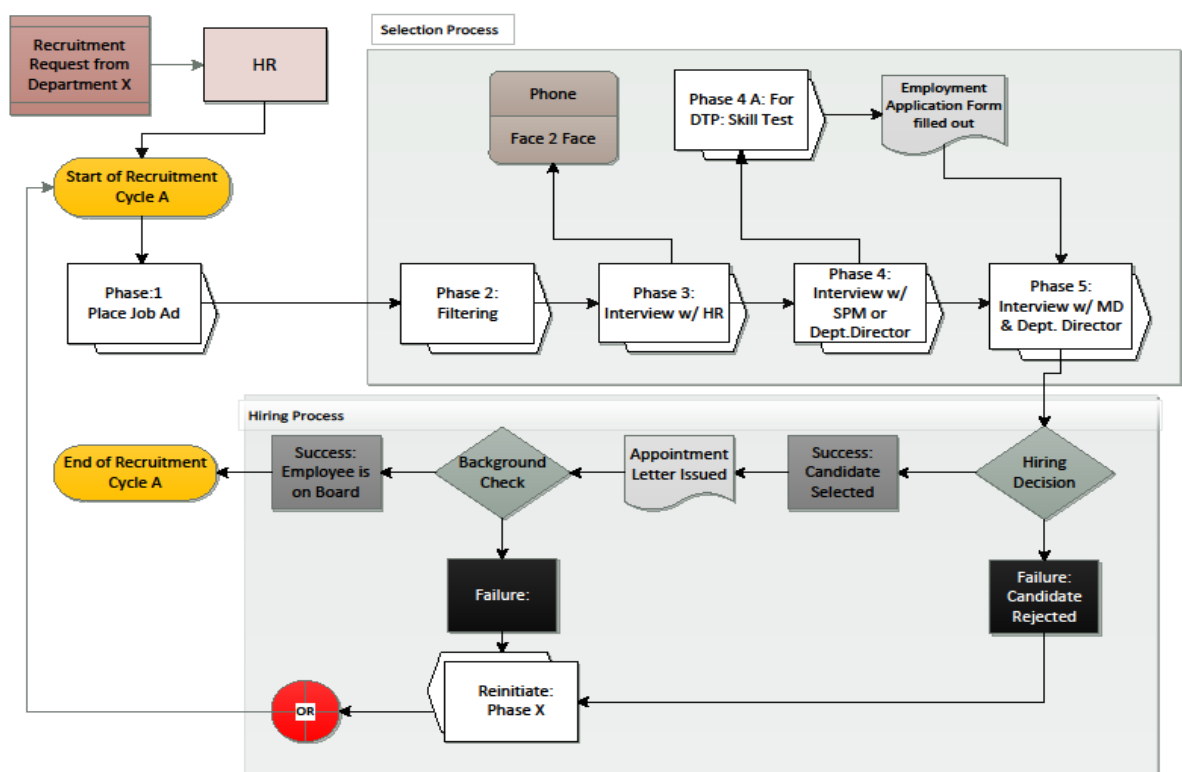 Selection Process
Recruitment
Request from
Department X
HR
Phone
Face 2 Face
Phase 4 A: For
DTP: Skill Test
Employment
Application Form
filled out
Start of Recruitment
Cycle A
Phase:1
Place Job Ad
Phase 2:
Filtering
Phase 3:
Interview w/ HR
Phase 4:
Interview w/
SPM or
Dept.Director
Phase 5:
Interview w/ MD
& Dept. Director
Hiring Process
End of Recruitment
Cycle A
Success:
Employee is
on Board
Background
Check
Appointment
Letter Issued
Success:
Candidate
Selected
Hiring
Decision
Failure:
Failure:
Candidate
Rejected
Reinitiate:
Phase X
OR